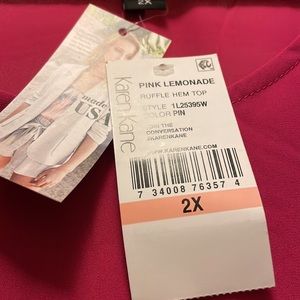 2X
made
USA
Karen Kane
PINK LEMONADE
RUFFLE HEM TOP
STYLE 1L25395W
COLOR PIN
JOIN THE
CONVERSATION
#KARENKANE
WWW.KARENKANE.COM
7 34008 76357 4
2X